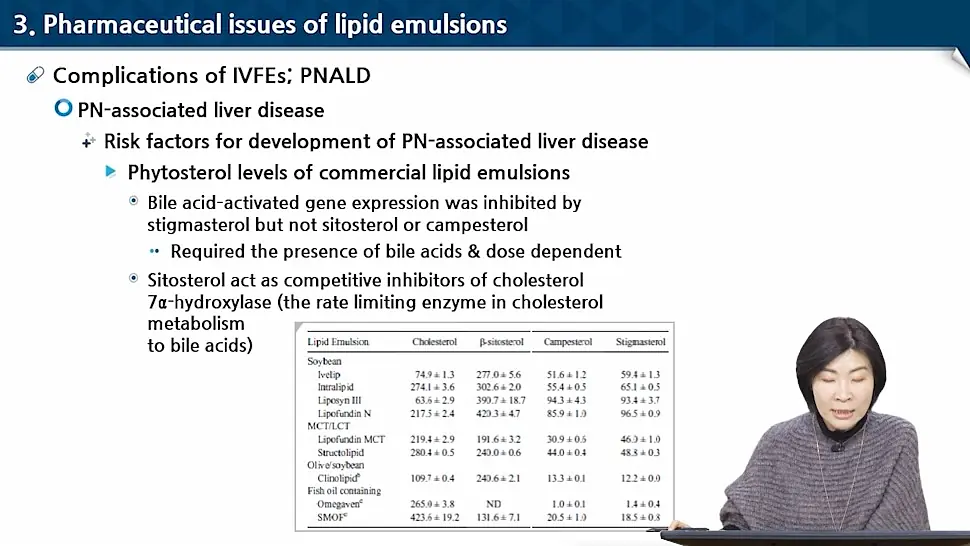 3. Pharmaceutical issues of lipid emulsions
Complications of IVFEs; PNALD
PN-associated liver disease
Risk factors for development of PN-associated liver disease
Phytosterol levels of commercial lipid emulsions
Bile acid-activated gene expression was inhibited by
stigmasterol but not sitosterol or campesterol
Required the presence of bile acids & dose dependent
Sitosterol act as competitive inhibitors of cholesterol
7α-hydroxylase (the rate limiting enzyme in cholesterol
metabolism
to bile acids)
Lipid Emulsion Cholesterol β-sitosterol Campesterol Stigmasterol
Soybean
Ivelip 74.9 ± 1.3 277.0 ± 5.6 51.6 ± 1.2 59.4 ± 1.3
Intralipid 274.1 ± 3.6 302.6 ± 2.0 55.4 ± 0.5 65.1 ± 0.5
Liposyn III 63.6 ± 2.9 390.7 ± 18.7 94.3 ± 4.3 93.4 ± 3.7
Lipofundin N 217.5 ± 2.4 420.3 ± 4.7 85.9 ± 1.0 96.5 ± 0.9
MCT/LCT
Lipofundin MCT 219.4 ± 2.9 191.6 ± 3.2 30.9 ± 0.6 46.0 ± 1.0
Structolipid 280.4 ± 0.5 240.0 ± 0.6 44.0 ± 0.4 48.8 ± 0.3
Olive/soybean
Clinolipid 109.7 ± 0.4 240.6 ± 2.1 13.3 ± 0.1 12.2 ± 0.0
Fish oil containing
Omegaven 265.0 ± 3.8 ND 1.0 ± 0.1 1.4 ± 0.4
SMOF 423.6 ± 19.2 131.6 ± 7.1 20.5 ± 1.0 18.5 ± 0.8